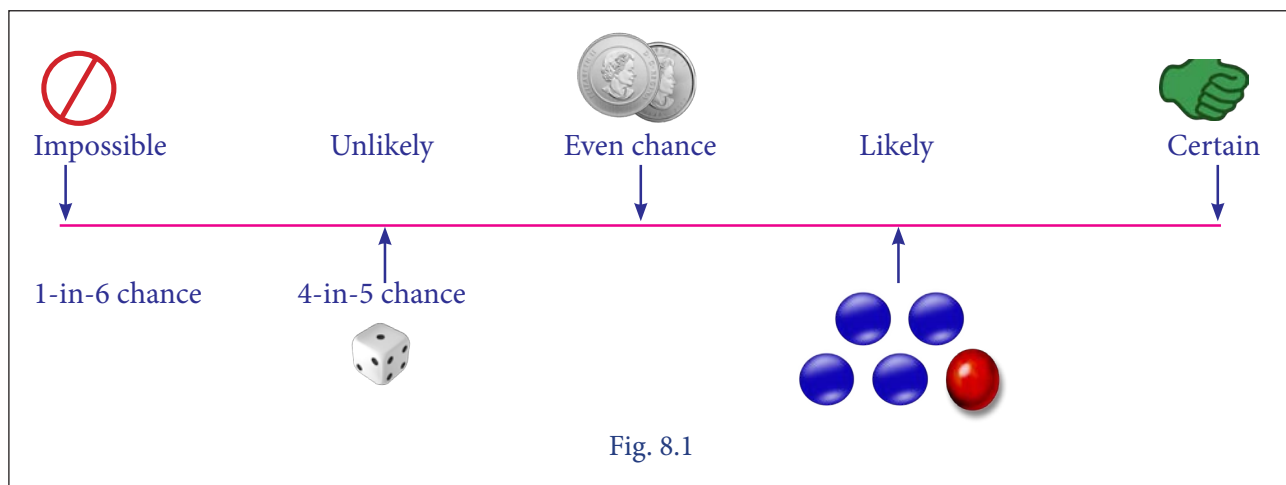 Impossible Unlikely Even chance Likely Certain
1-in-6 chance 4-in-5 chance
Fig. 8.1